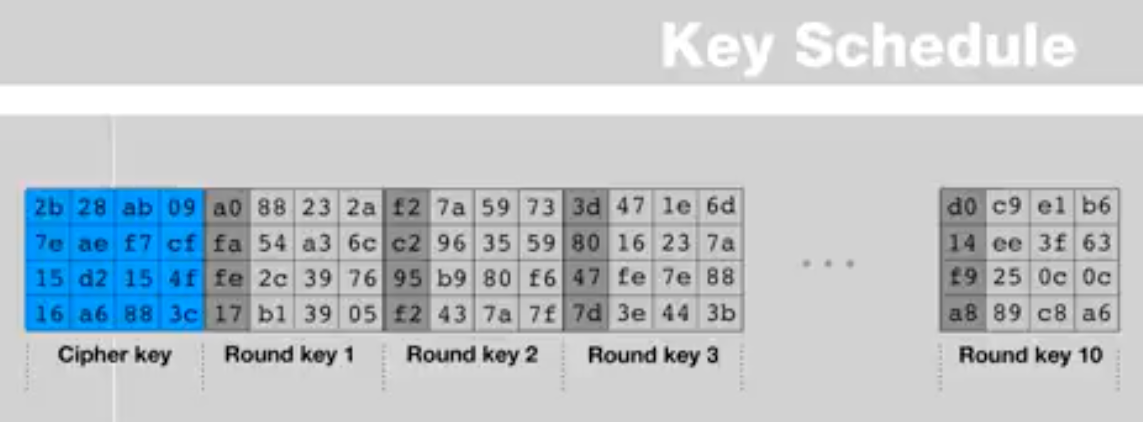 Key Schedule
2b 28 ab 09 a0 88 23 2a f2 7a 59 73 3d 47 1e 6d d0 c9 e1 b6
7e ae f7 cf fa 54 a3 6c c2 96 35 59 80 16 23 7a 14 ee 3f 63
15 d2 15 4f fe 2c 39 76 95 b9 80 f6 47 fe 7e 88 ... f9 25 0c 0c
16 a6 88 3c 17 b1 39 05 f2 43 7a 7f 7d 3e 44 3b a8 89 c8 a6
Cipher key Round key 1 Round key 2 Round key 3 Round key 10